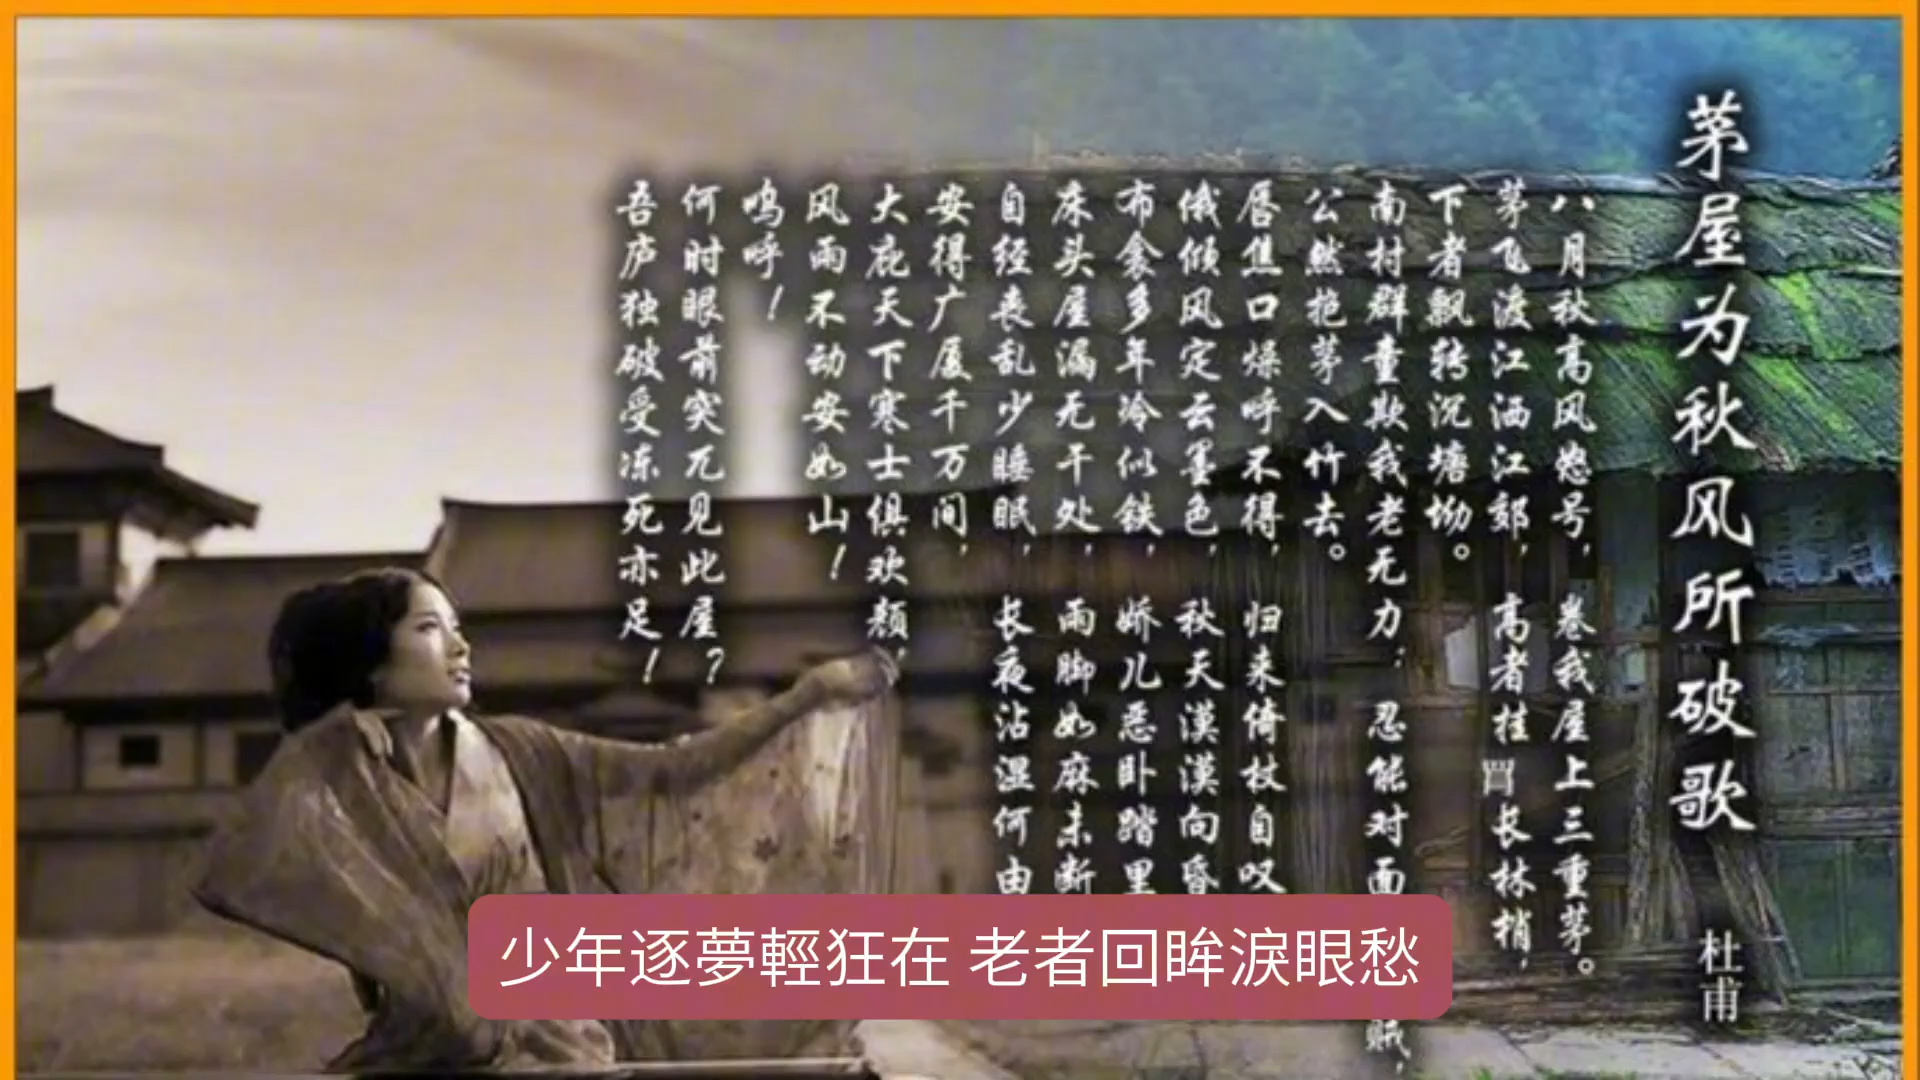 茅屋为秋风所破歌
杜甫
八月秋高风怒号， 卷我屋上三重茅。
茅飞渡江洒江郊， 高者挂罥长林梢，
下者飘转沉塘坳。
南村群童欺我老无力， 忍能对面 贼，
公然抱茅入竹去。
唇焦口燥呼不得， 归来倚杖自叹
俄倾风定云墨色， 秋天漠漠向昏
布衾多年冷似铁， 娇儿恶卧踏里
床头屋漏无干处， 雨脚如麻未断
自经丧乱少睡眠， 长夜沾湿何由
安得广厦千万间，
大庇天下寒士俱欢颜，
风雨不动安如山！
呜呼！
何时眼前突兀见此屋？
吾庐独破受冻死亦足！
少年逐夢輕狂在 老者回眸淚眼愁